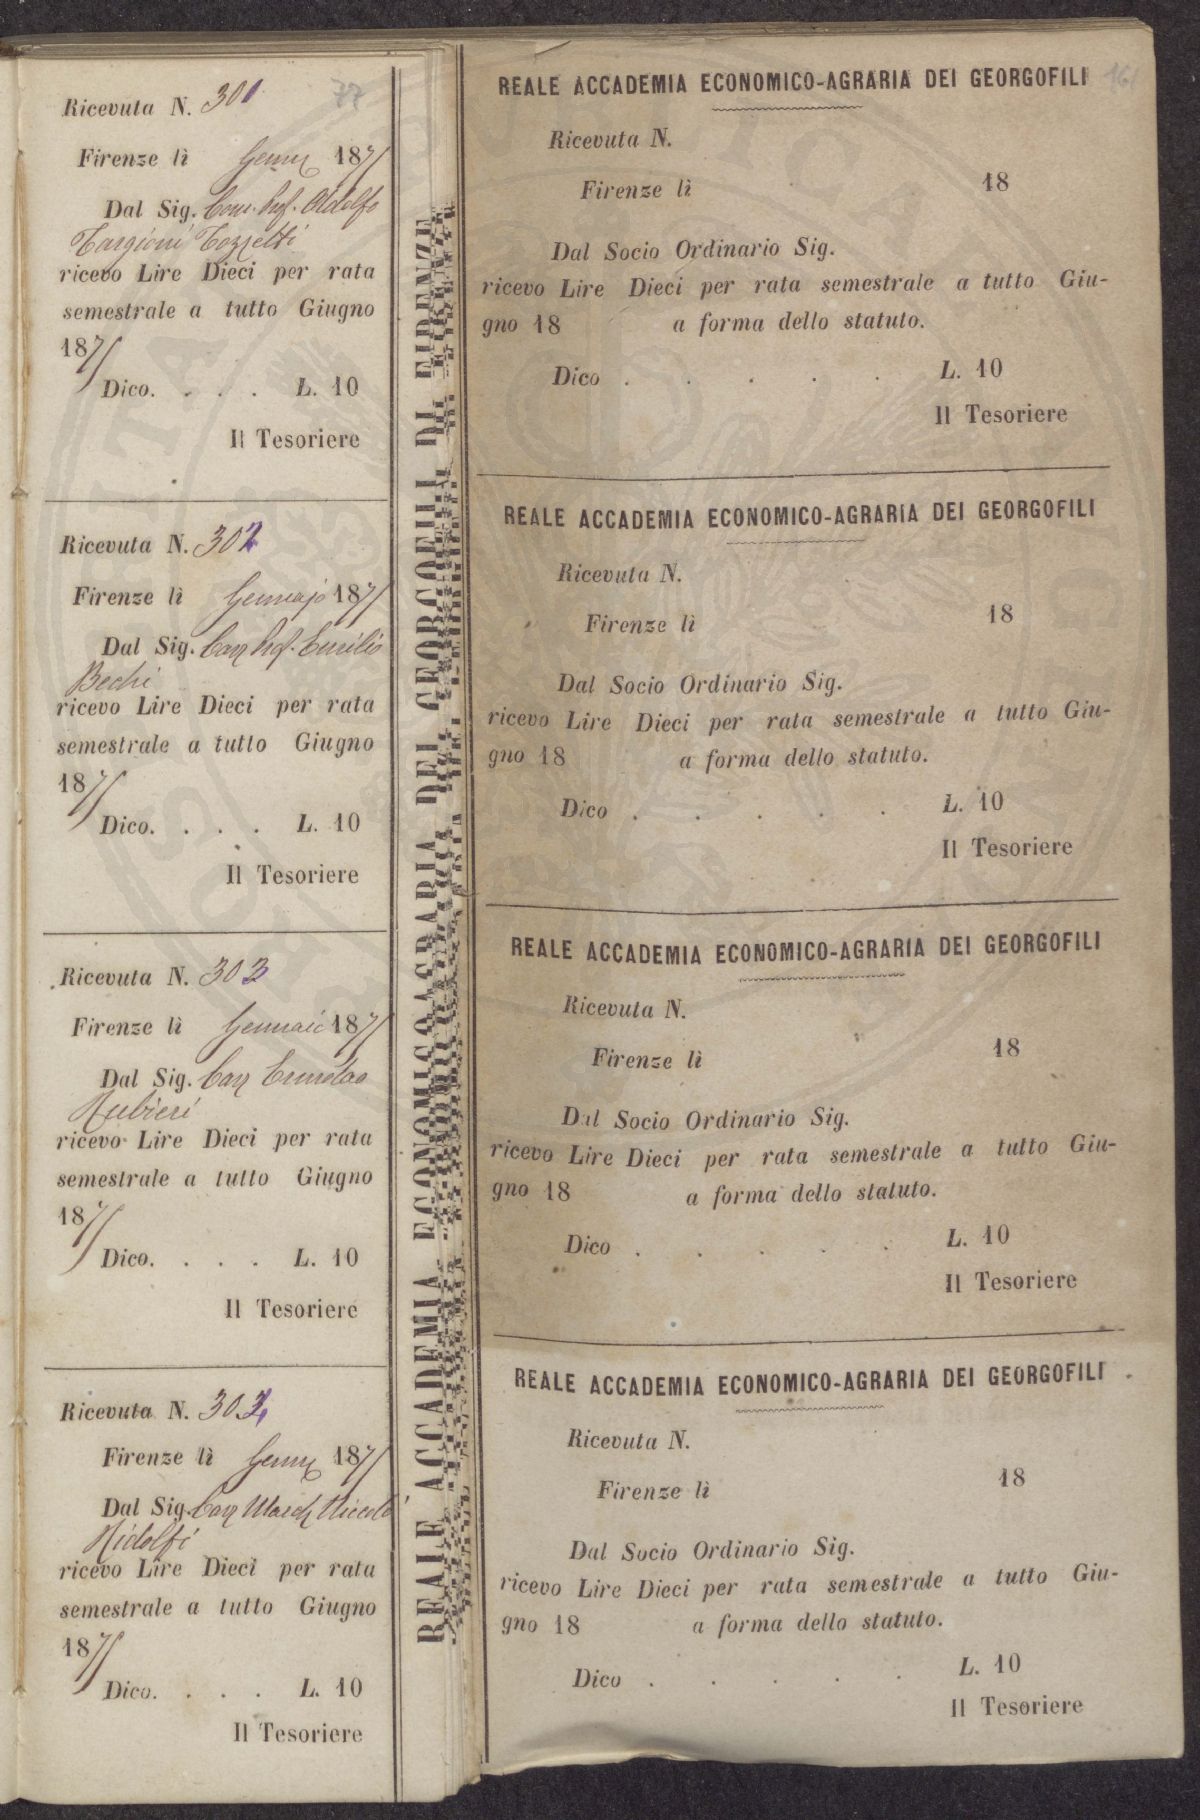 Ricevuta N. 301
77
Firenze lì Genn 1871
Dal Sig. Com. Prof. Adolfo
Targioni Tozzetti
ricevo Lire Dieci per rata
semestrale a tutto Giugno
1871
Dico. . . . L. 10
Il Tesoriere
Ricevuta N. 302
Firenze lì Gennajo 1871
Dal Sig. Cav Prof. Emilio
Bechi
ricevo Lire Dieci per rata
semestrale a tutto Giugno
1871
Dico. . . . L. 10
Il Tesoriere
Ricevuta N. 303
Firenze lì Gennaio 1871
Dal Sig. Cav Ermolao
Rubieri
ricevo Lire Dieci per rata
semestrale a tutto Giugno
1871
Dico. . . . L. 10
Il Tesoriere
Ricevuta N.
Firenze lì Genn 1871
Dal Sig. Cav March Niccolò
Ridolfi
ricevo Lire Dieci per rata
semestrale a tutto Giugno
1871
Dico. . . . L. 10
Il Tesoriere
REALE ACCADEMIA ECONOMICO-AGRARIA DEI GEORGOFILI DI FIRENZE
REALE ACCADEMIA ECONOMICO-AGRARIA DEI GEORGOFILI
Ricevuta N.
Firenze lì 18
Dal Socio Ordinario Sig.
ricevo Lire Dieci per rata semestrale a tutto Giu-
gno 18 a forma dello statuto.
Dico . . . . . L. 10
Il Tesoriere
REALE ACCADEMIA ECONOMICO-AGRARIA DEI GEORGOFILI
Ricevuta N.
Firenze lì 18
Dal Socio Ordinario Sig.
ricevo Lire Dieci per rata semestrale a tutto Giu-
gno 18 a forma dello statuto.
Dico . . . . . L. 10
Il Tesoriere
REALE ACCADEMIA ECONOMICO-AGRARIA DEI GEORGOFILI
Ricevuta N.
Firenze lì 18
Dal Socio Ordinario Sig.
ricevo Lire Dieci per rata semestrale a tutto Giu-
gno 18 a forma dello statuto.
Dico . . . . . L. 10
Il Tesoriere
REALE ACCADEMIA ECONOMICO-AGRARIA DEI GEORGOFILI
Ricevuta N.
Firenze lì 18
Dal Socio Ordinario Sig.
ricevo Lire Dieci per rata semestrale a tutto Giu-
gno 18 a forma dello statuto.
Dico . . . . . L. 10
Il Tesoriere